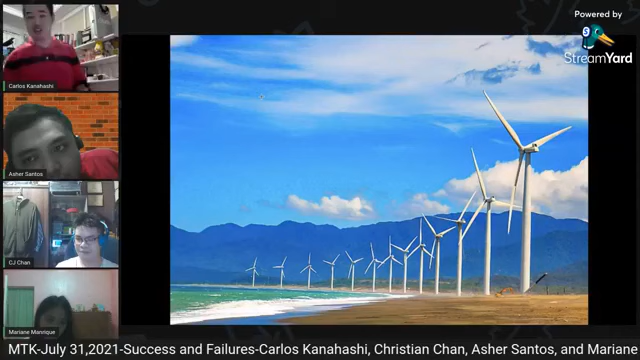 Powered by
StreamYard
Carlos Kanahashi
Asher Santos
CJ Chan
Mariane Manrique
MTK-July 31,2021-Success and Failures-Carlos Kanahashi, Christian Chan, Asher Santos, and Mariane